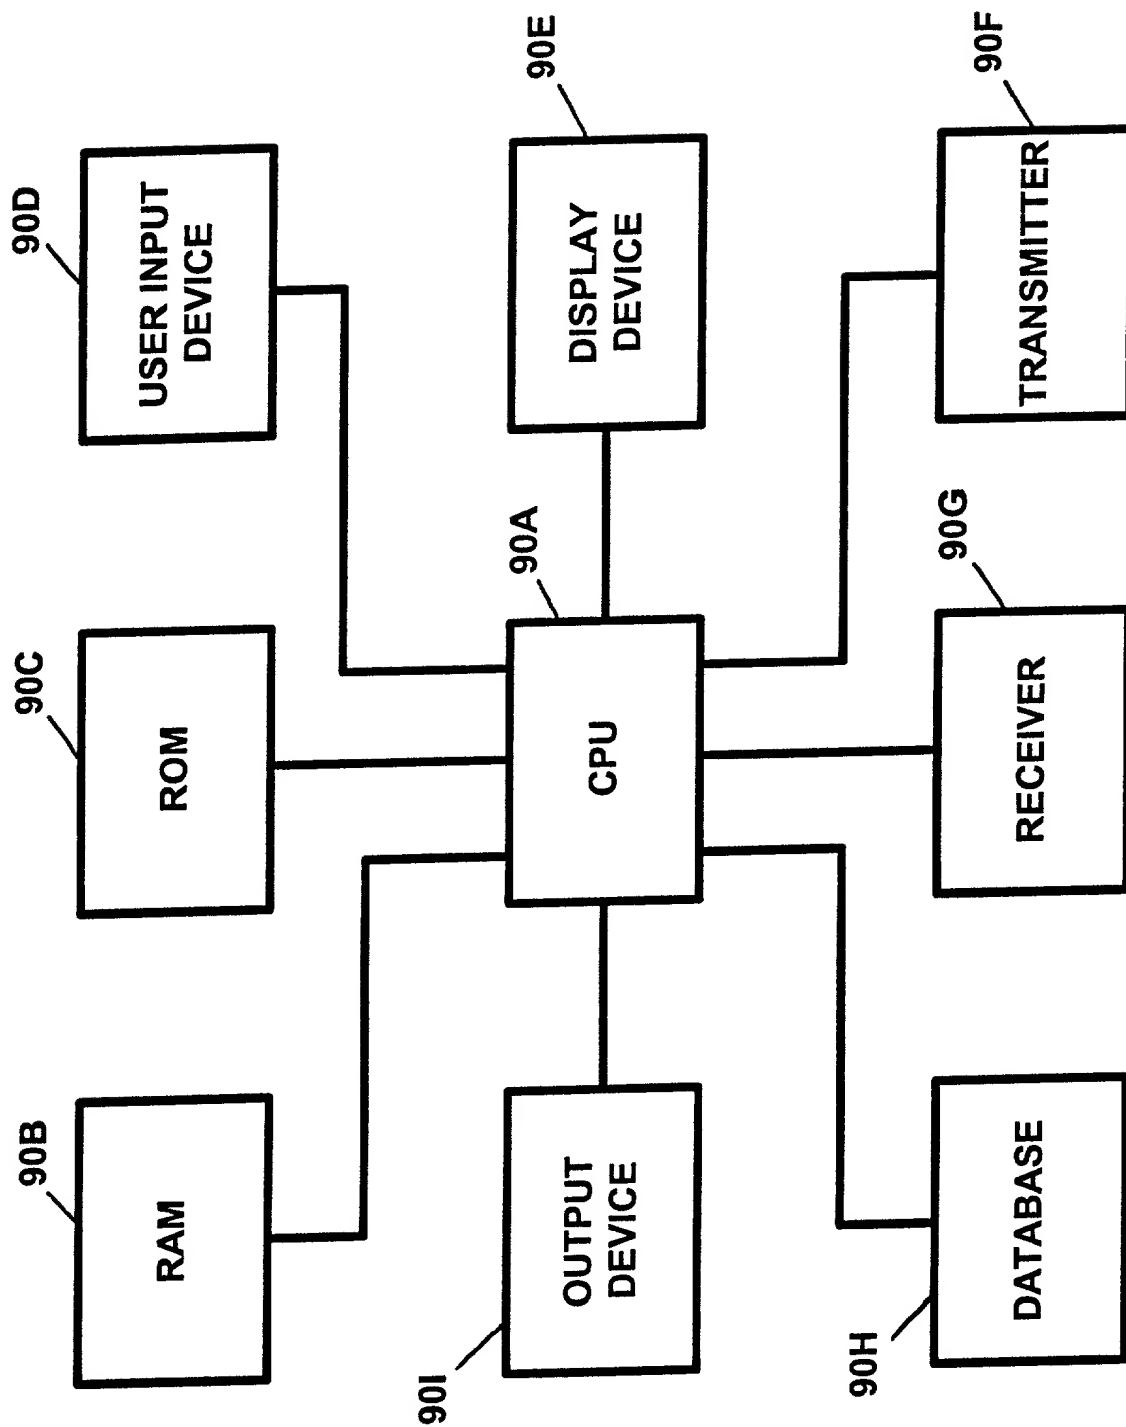 90B
RAM
90C
ROM
90D
USER INPUT
DEVICE
90I
OUTPUT
DEVICE
90A
CPU
90E
DISPLAY
DEVICE
90H
DATABASE
90G
RECEIVER
90F
TRANSMITTER